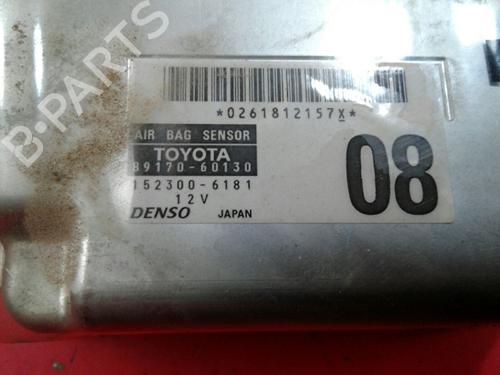 *0261812157X*
AIR BAG SENSOR
TOYOTA
89170-60130
152300-6181
12V
DENSO JAPAN
08
B-PARTS